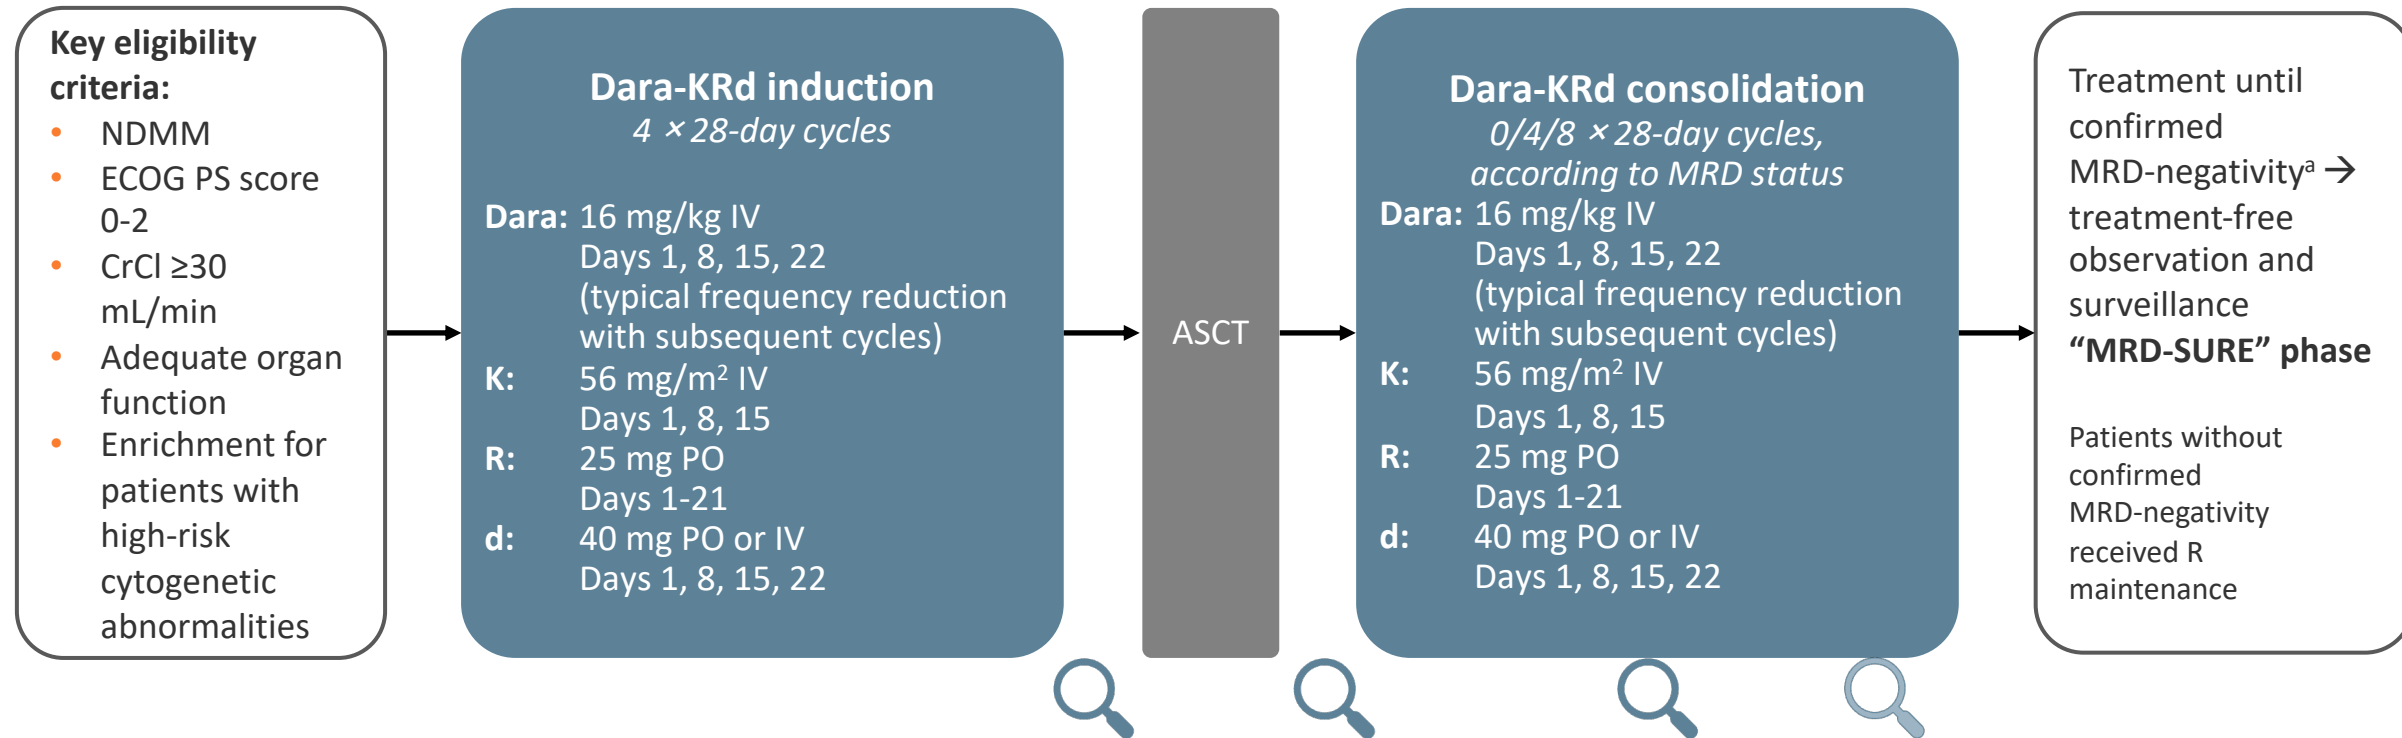 Key eligibility
criteria:
• NDMM
• ECOG PS score
0-2
• CrCl ≥30
mL/min
• Adequate organ
function
• Enrichment for
patients with
high-risk
cytogenetic
abnormalities
Dara-KRd induction
4 × 28-day cycles
Dara: 16 mg/kg IV
Days 1, 8, 15, 22
(typical frequency reduction
with subsequent cycles)
K: 56 mg/m² IV
Days 1, 8, 15
R: 25 mg PO
Days 1-21
d: 40 mg PO or IV
Days 1, 8, 15, 22
ASCT
Dara-KRd consolidation
0/4/8 × 28-day cycles,
according to MRD status
Dara: 16 mg/kg IV
Days 1, 8, 15, 22
(typical frequency reduction
with subsequent cycles)
K: 56 mg/m² IV
Days 1, 8, 15
R: 25 mg PO
Days 1-21
d: 40 mg PO or IV
Days 1, 8, 15, 22
Treatment until
confirmed
MRD-negativityᵃ →
treatment-free
observation and
surveillance
“MRD-SURE” phase
Patients without
confirmed
MRD-negativity
received R
maintenance